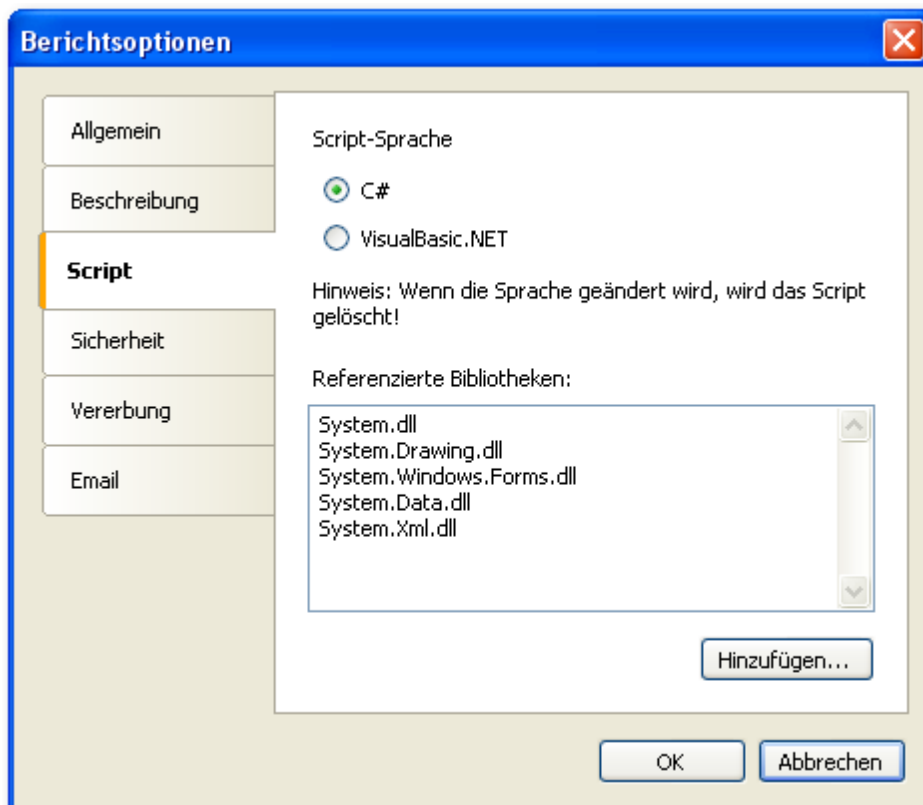 Berichtsoptionen
Allgemein
Beschreibung
Script
Sicherheit
Vererbung
Email
Script-Sprache
C#
VisualBasic.NET
Hinweis: Wenn die Sprache geändert wird, wird das Script
gelöscht!
Referenzierte Bibliotheken:
System.dll
System.Drawing.dll
System.Windows.Forms.dll
System.Data.dll
System.Xml.dll
Hinzufügen...
OK
Abbrechen